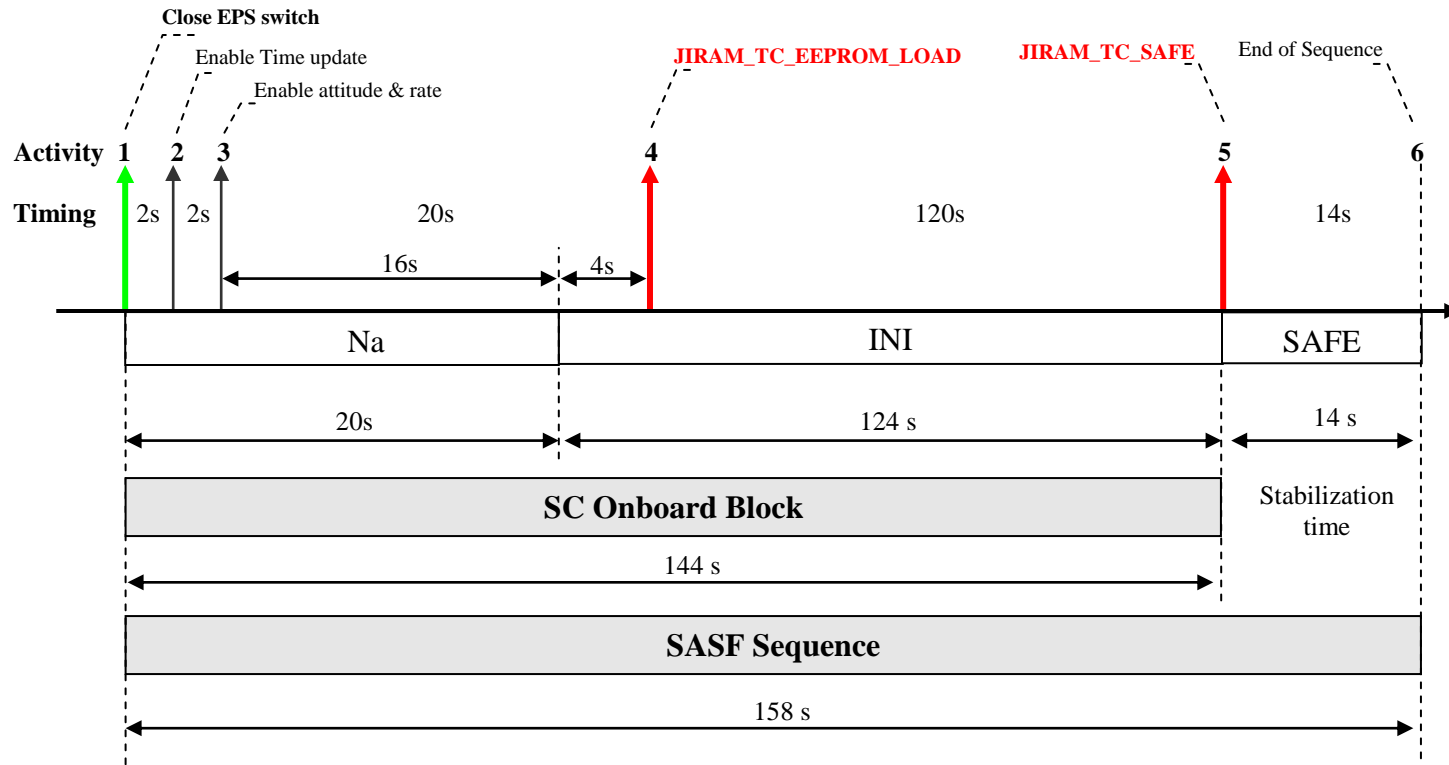 Close EPS switch
Enable Time update
Enable attitude & rate
JIRAM_TC_EEPROM_LOAD
JIRAM_TC_SAFE
End of Sequence
Activity 1 2 3 4 5 6
Timing 2s 2s 20s 120s 14s
16s 4s
Na INI SAFE
20s 124 s 14 s
SC Onboard Block
Stabilization
time
144 s
SASF Sequence
158 s